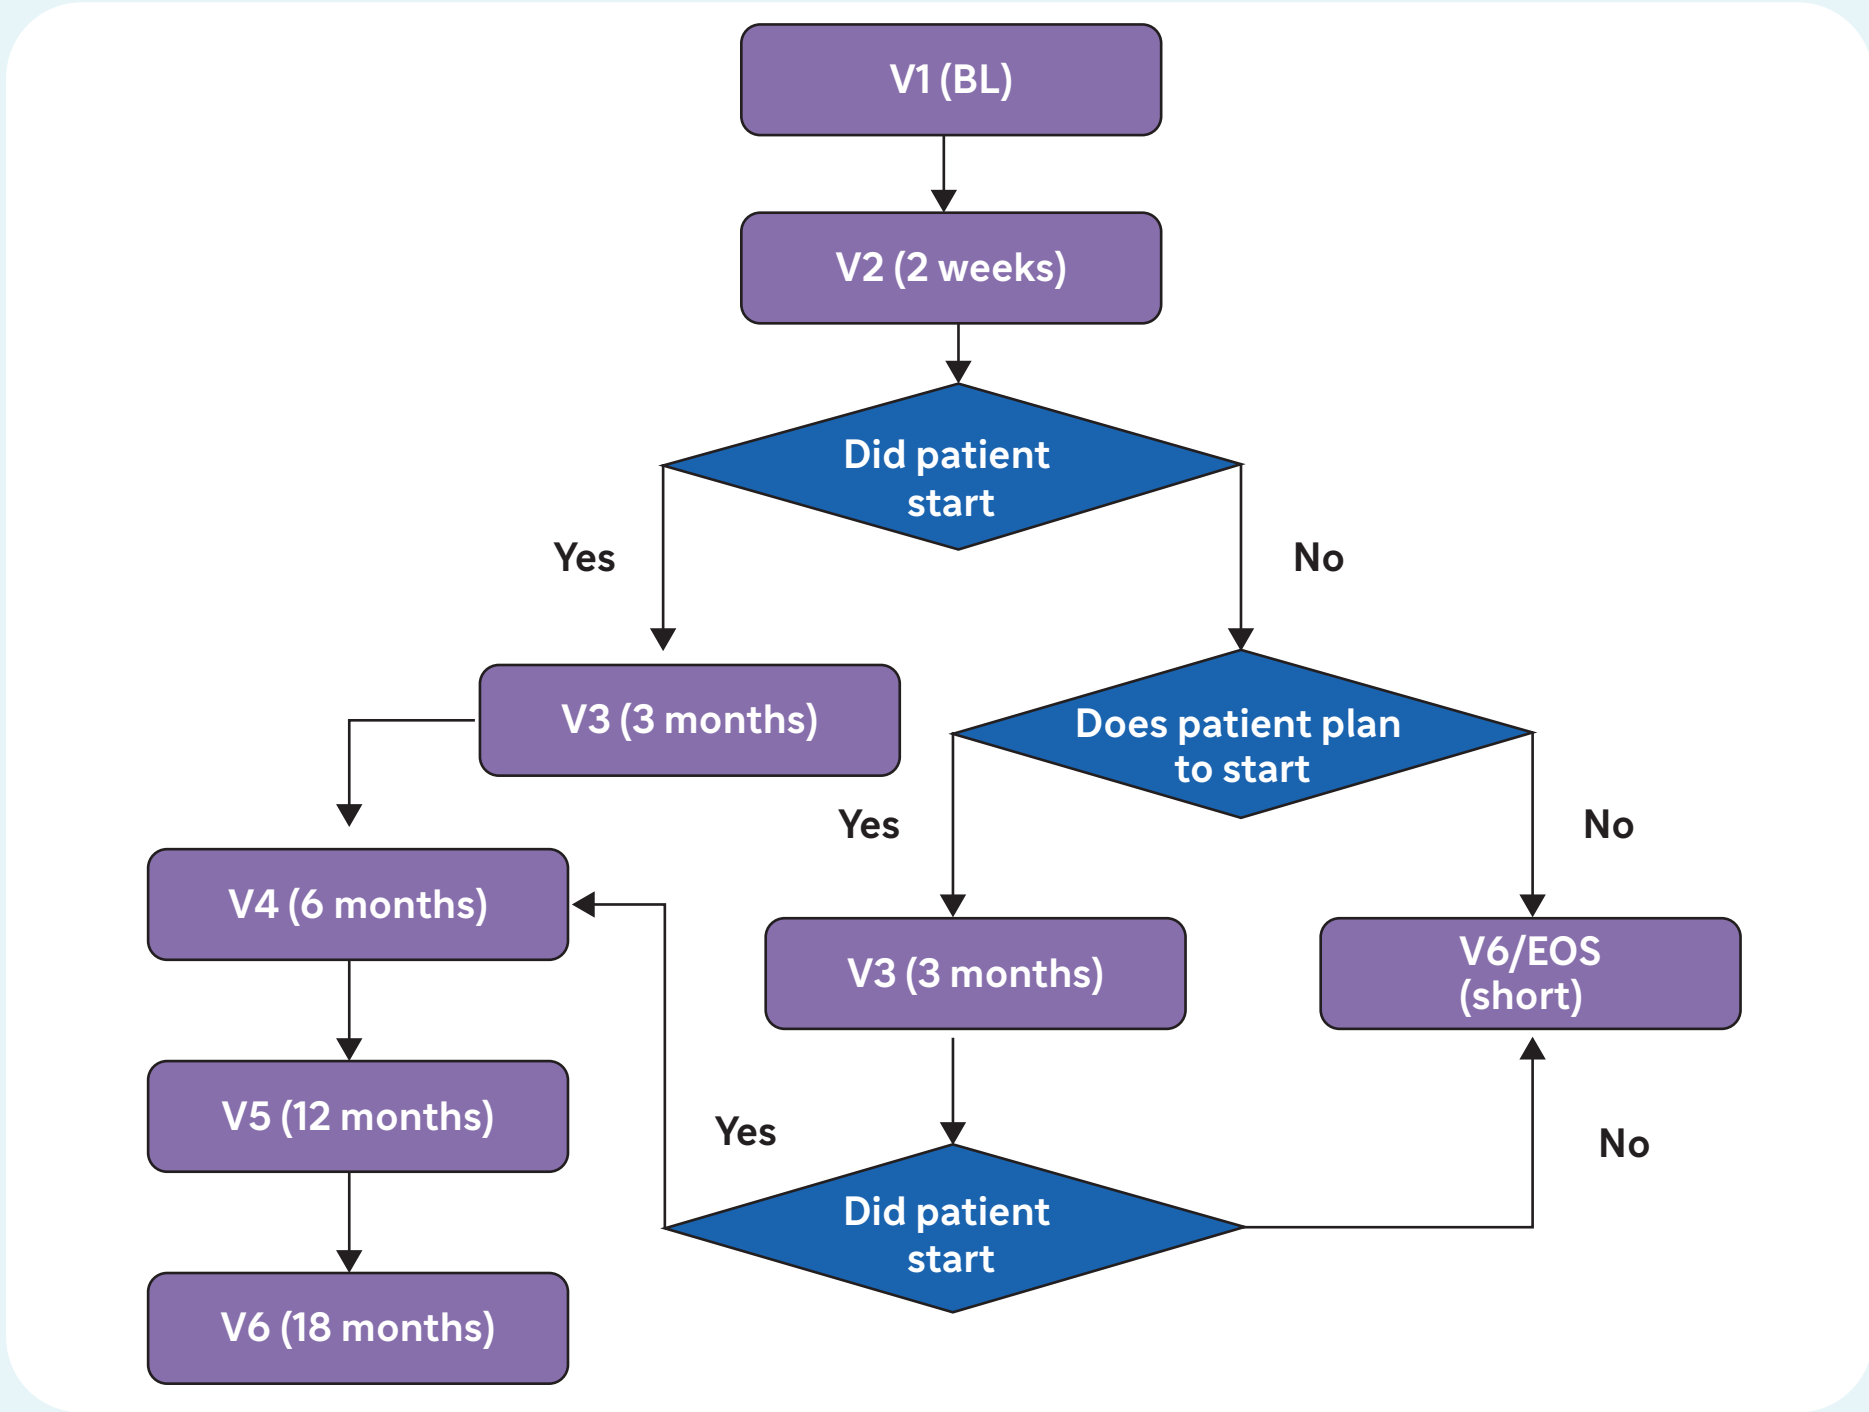 V1 (BL)
V2 (2 weeks)
Did patient
start
Yes
No
V3 (3 months)
Does patient plan
to start
Yes
No
V4 (6 months)
V3 (3 months)
V6/EOS
(short)
V5 (12 months)
Yes
No
Did patient
start
V6 (18 months)